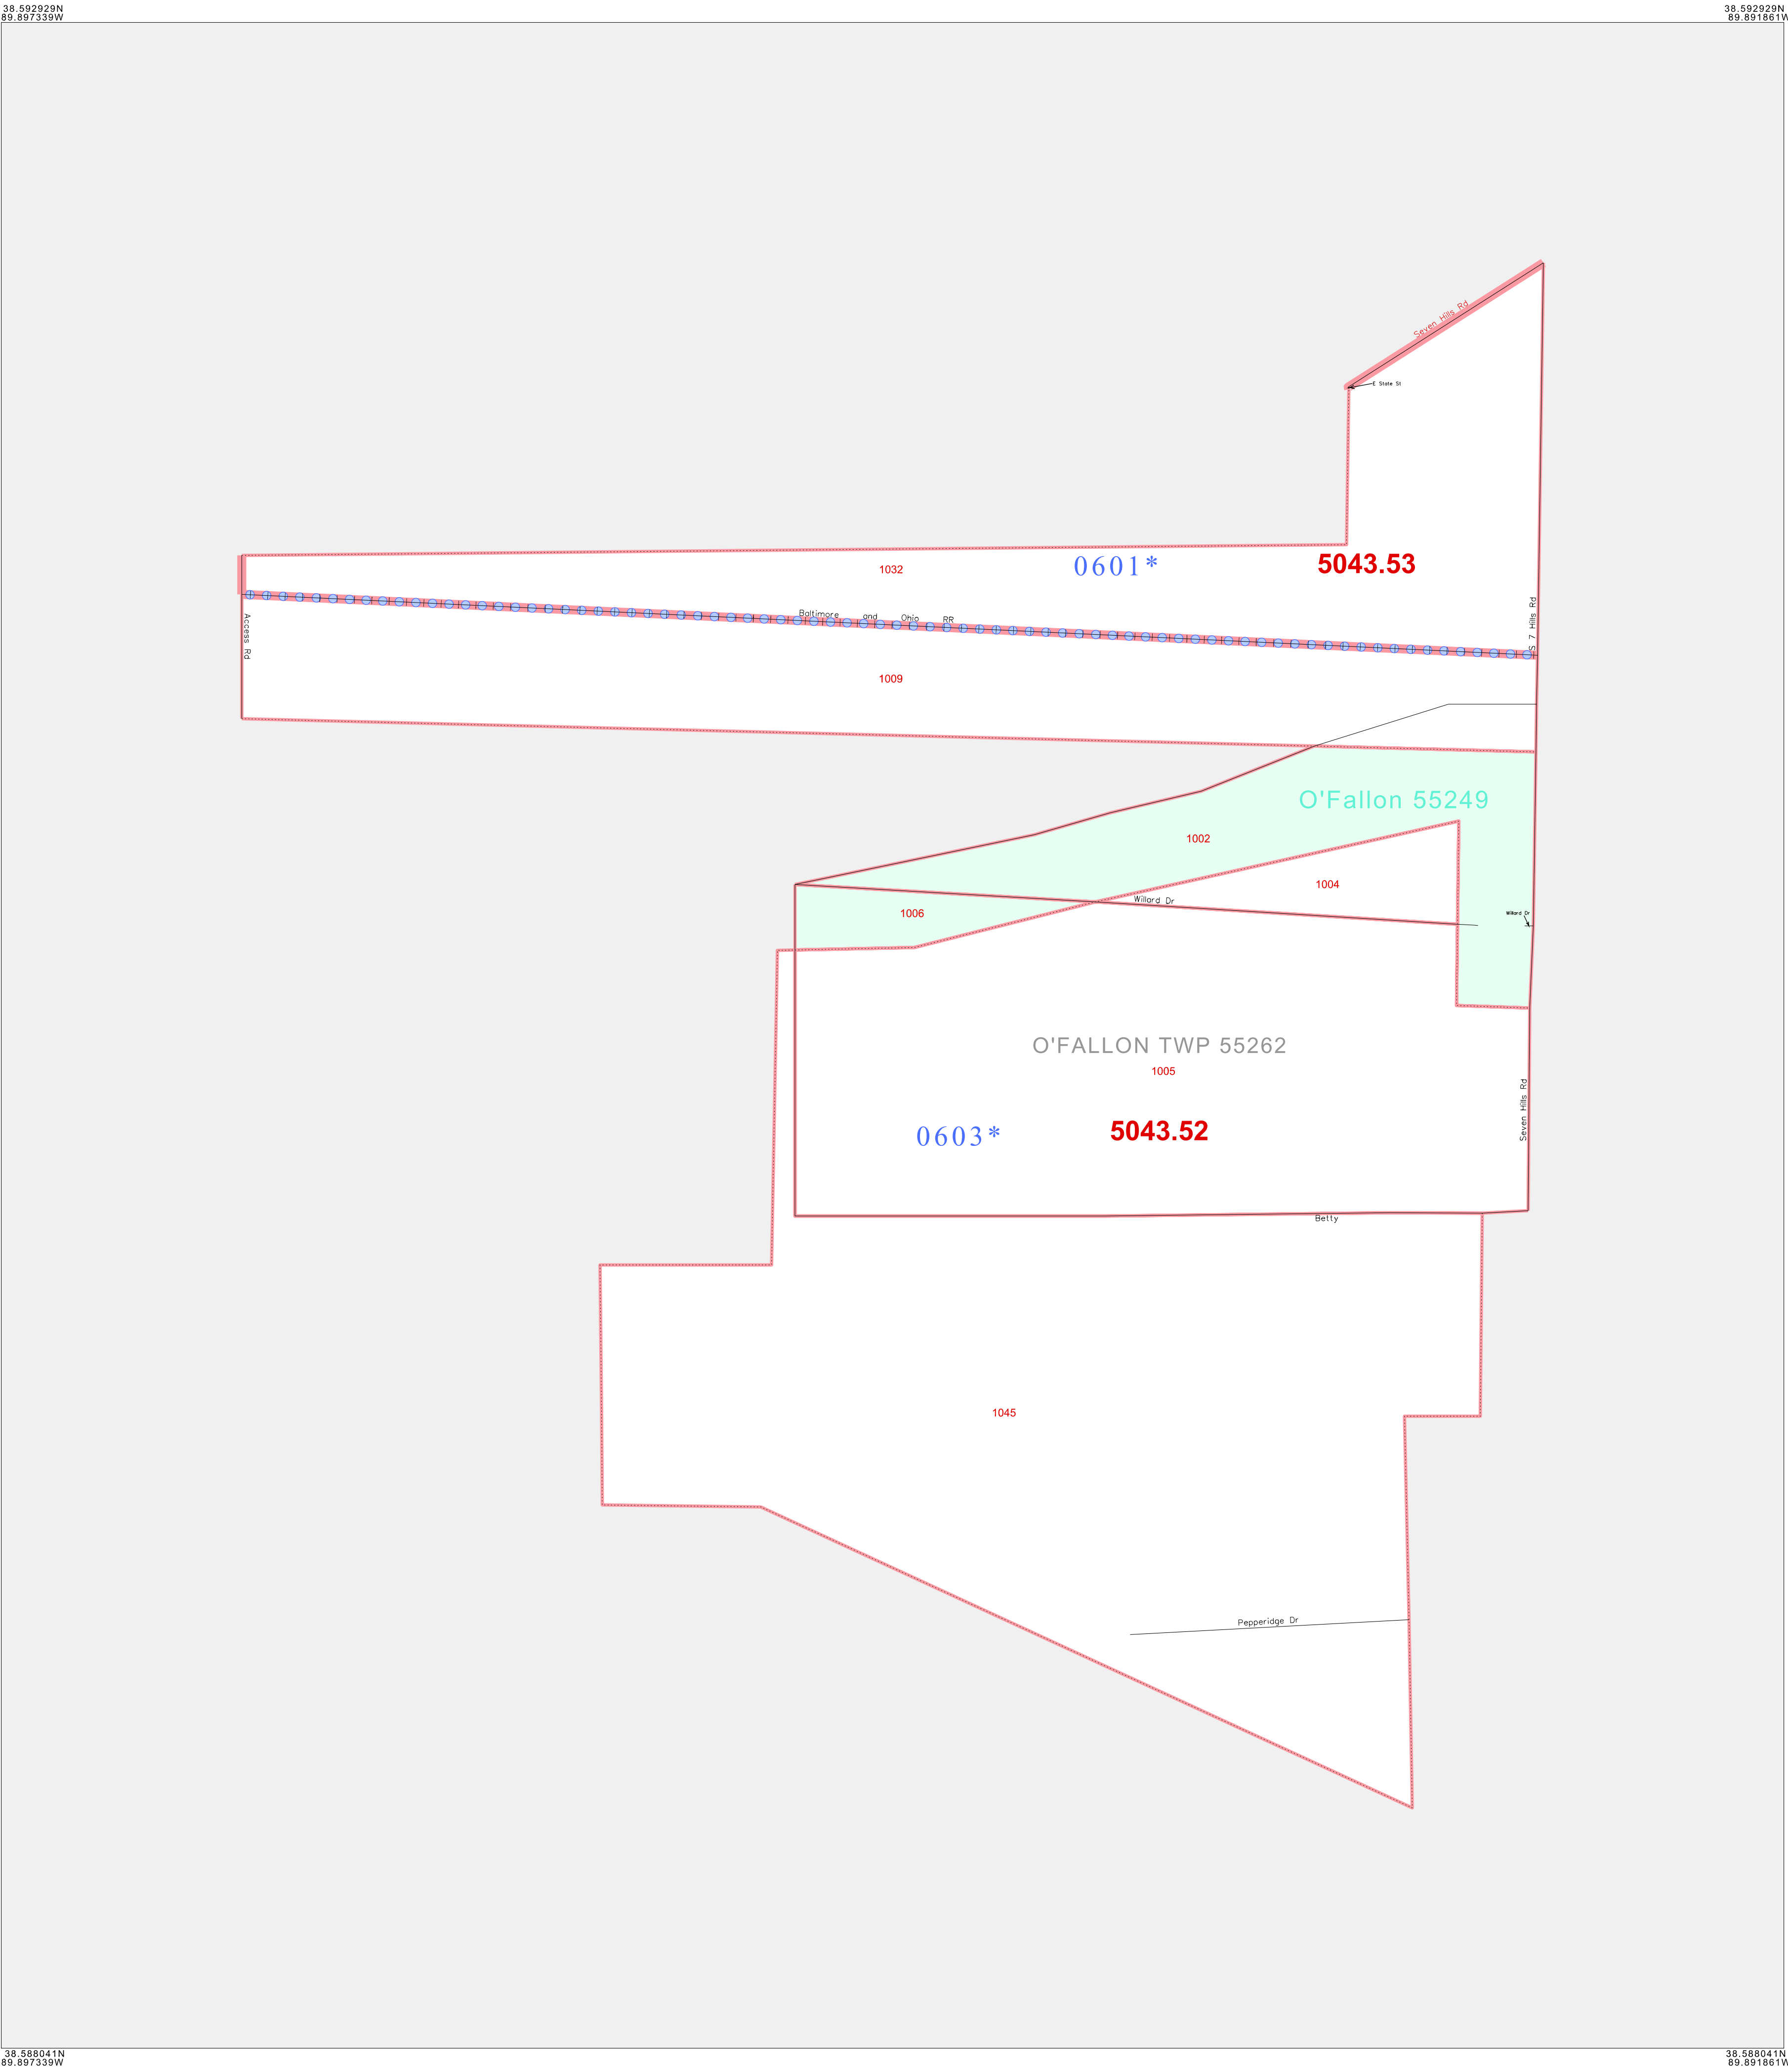 38.592929N
89.897339W
38.592929N
89.891861W
Seven Hills Rd
E State St
1032
0601*
5043.53
Baltimore and Ohio RR
S 7 Hills Rd
Access Rd
1009
O'Fallon 55249
1002
1004
Willard Dr
1006
Willard Dr
O'FALLON TWP 55262
1005
Seven Hills Rd
0603*
5043.52
Betty
1045
Pepperidge Dr
38.588041N
89.897339W
38.588041N
89.891861W